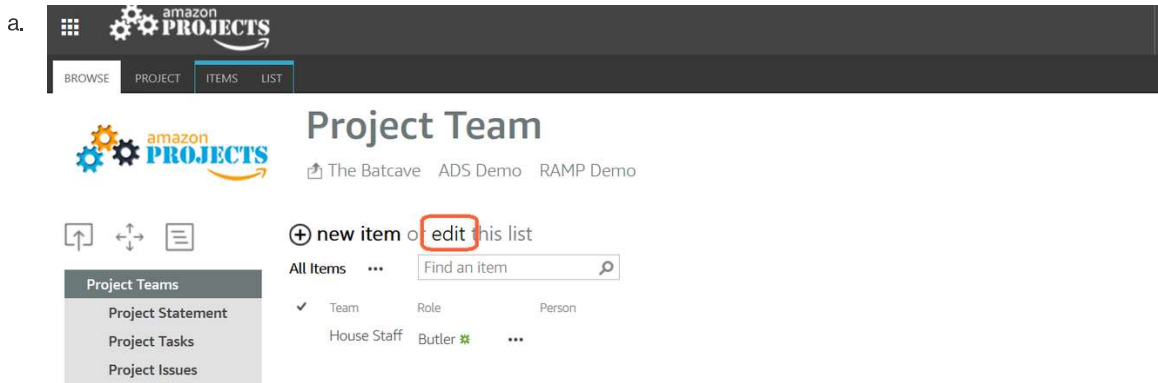 a.
amazon
PROJECTS
BROWSE PROJECT ITEMS LIST
amazon
PROJECTS
Project Team
The Batcave ADS Demo RAMP Demo
new item or edit this list
All Items ••• Find an item
Project Teams
Team Role Person
Project Statement
House Staff Butler •••
Project Tasks
Project Issues